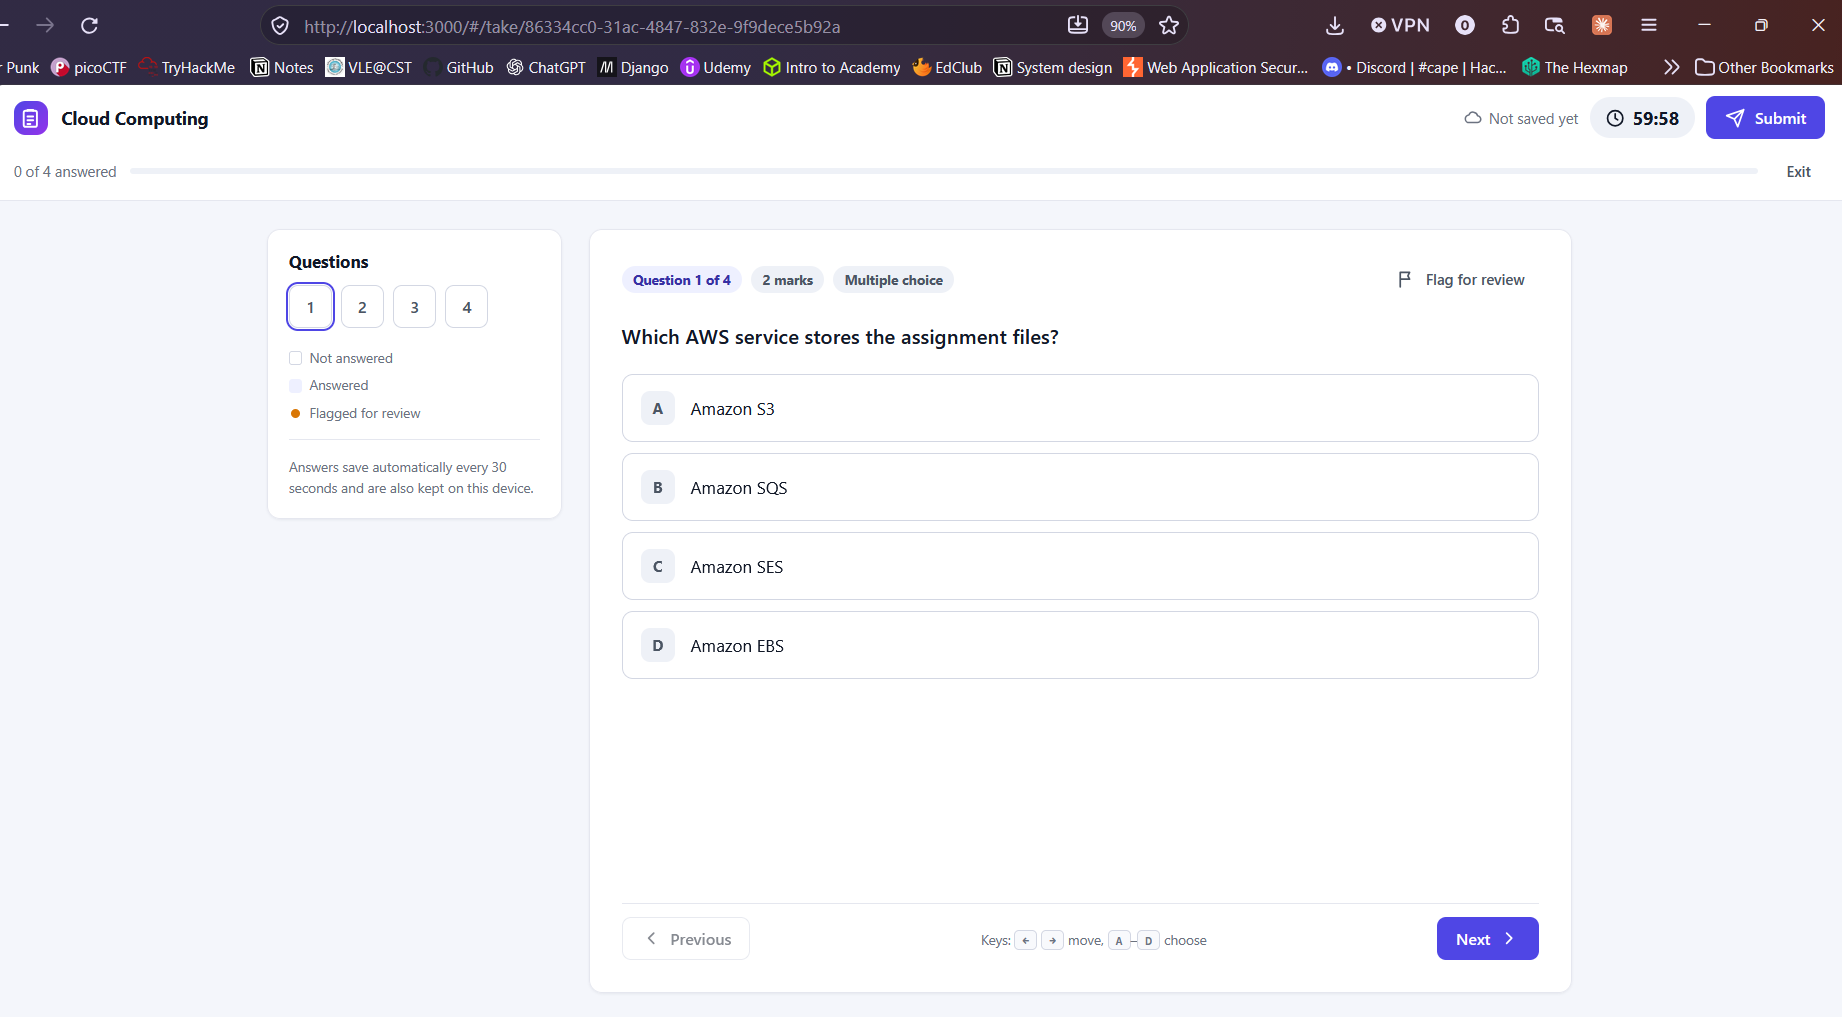 http://localhost:3000/#/take/86334cc0-31ac-4847-832e-9f9dece5b92a
90%
VPN
Punk
picoCTF
TryHackMe
Notes
VLE@CST
GitHub
ChatGPT
Django
Udemy
Intro to Academy
EdClub
System design
Web Application Secur...
• Discord | #cape | Hac...
The Hexmap
Other Bookmarks
Cloud Computing
Not saved yet
59:58
Submit
0 of 4 answered
Exit
Questions
1 2 3 4
Not answered
Answered
Flagged for review
Answers save automatically every 30
seconds and are also kept on this device.
Question 1 of 4
2 marks
Multiple choice
Flag for review
Which AWS service stores the assignment files?
A Amazon S3
B Amazon SQS
C Amazon SES
D Amazon EBS
Previous
Keys: ← → move, A–D choose
Next